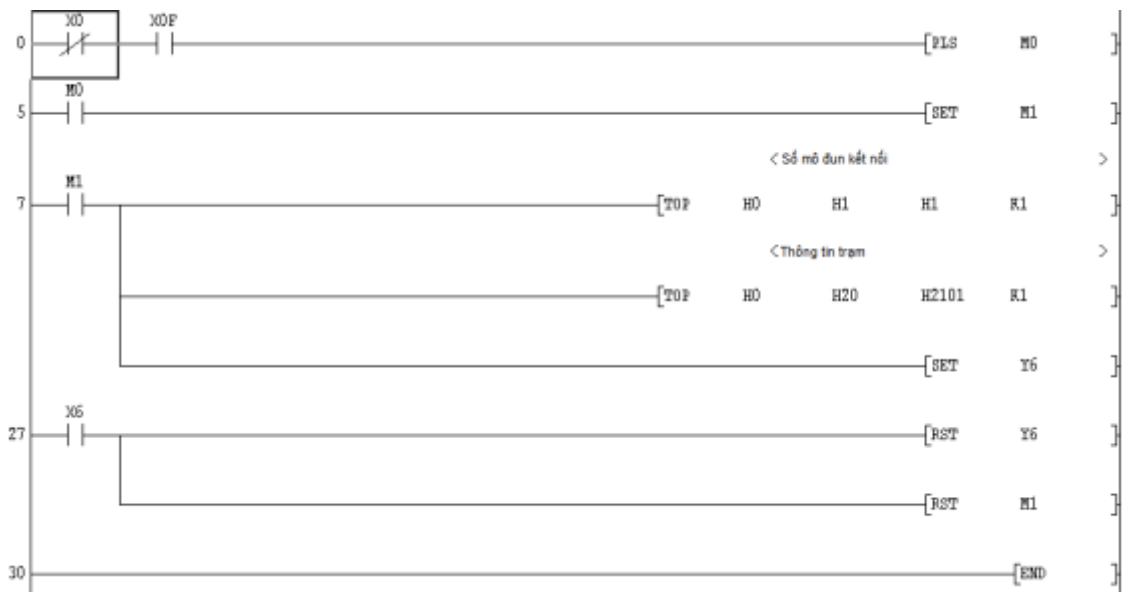 X0 X0F
0 [PLS M0 ]
M0
5 [SET M1 ]
< Số mô đun kết nối >
M1
7 [TOP H0 H1 H1 K1 ]
<Thông tin trạm >
[TOP H0 H20 H2101 K1 ]
[SET Y6 ]
X6
27 [RST Y6 ]
[RST M1 ]
30 [END ]